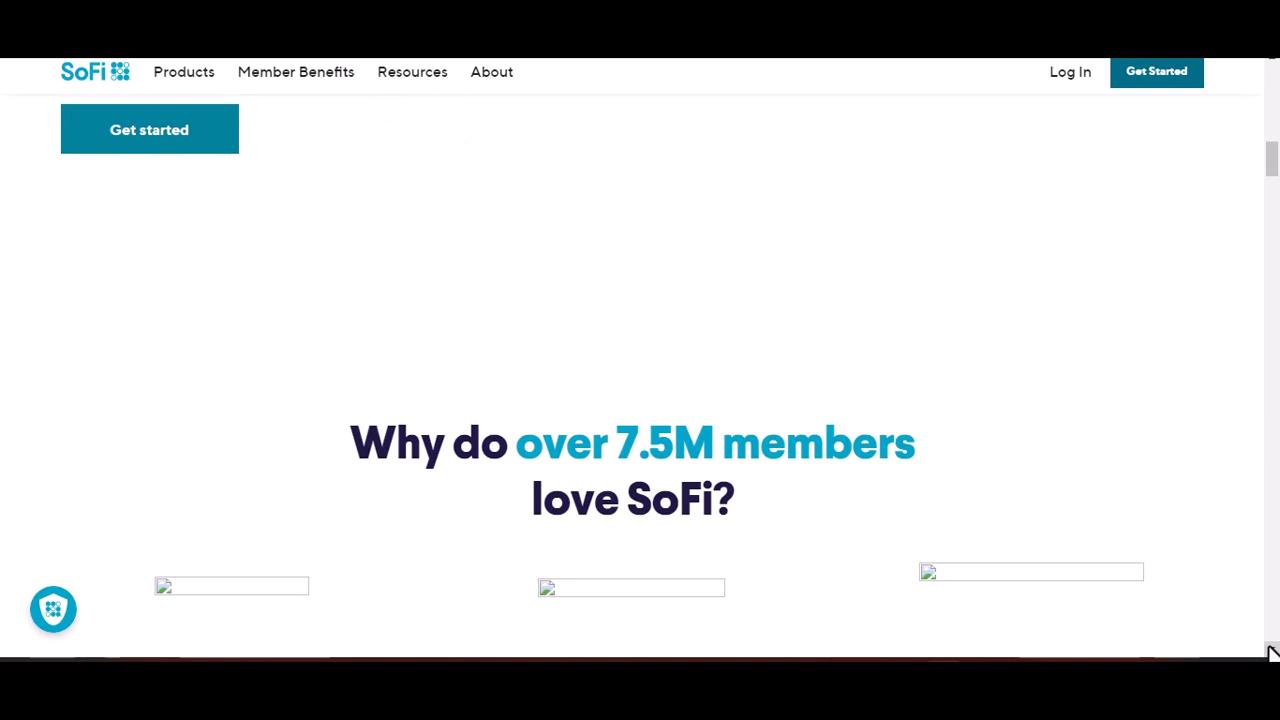 SoFi Products Member Benefits Resources About Log In Get Started
Get started
Why do over 7.5M members
love SoFi?